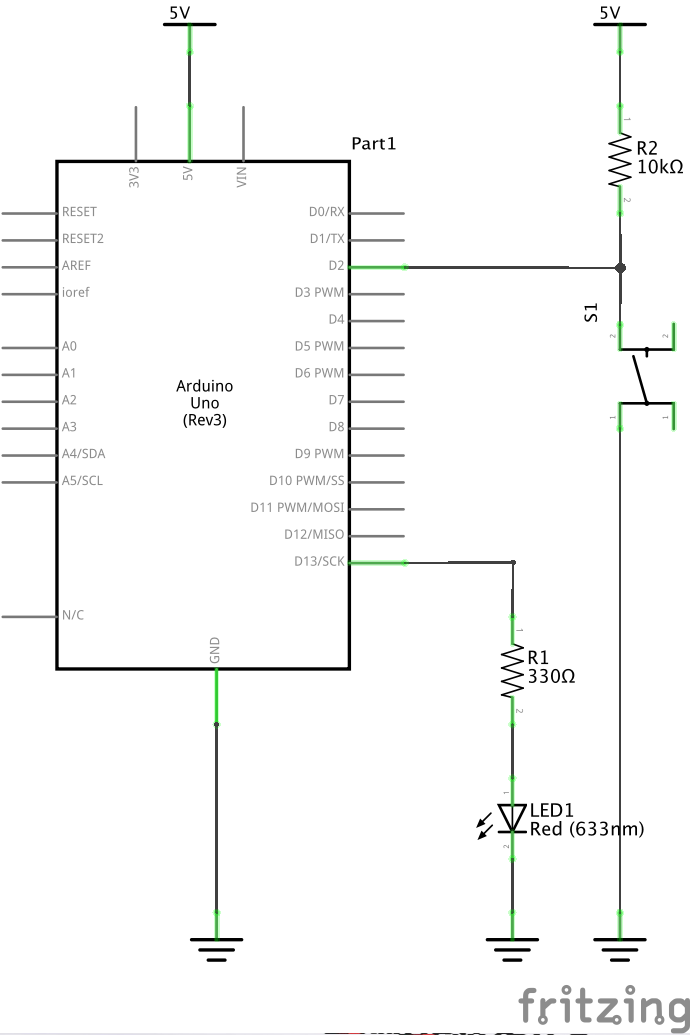 5V
5V
Part1
3V3
5V
VIN
1
R2
10kΩ
2
RESET
RESET2
AREF
ioref
A0
A1
A2
A3
A4/SDA
A5/SCL
N/C
D0/RX
D1/TX
D2
D3 PWM
D4
D5 PWM
D6 PWM
D7
D8
D9 PWM
D10 PWM/SS
D11 PWM/MOSI
D12/MISO
D13/SCK
Arduino
Uno
(Rev3)
GND
S1
2
2
1
1
1
R1
330Ω
2
1
LED1
Red (633nm)
2
fritzing